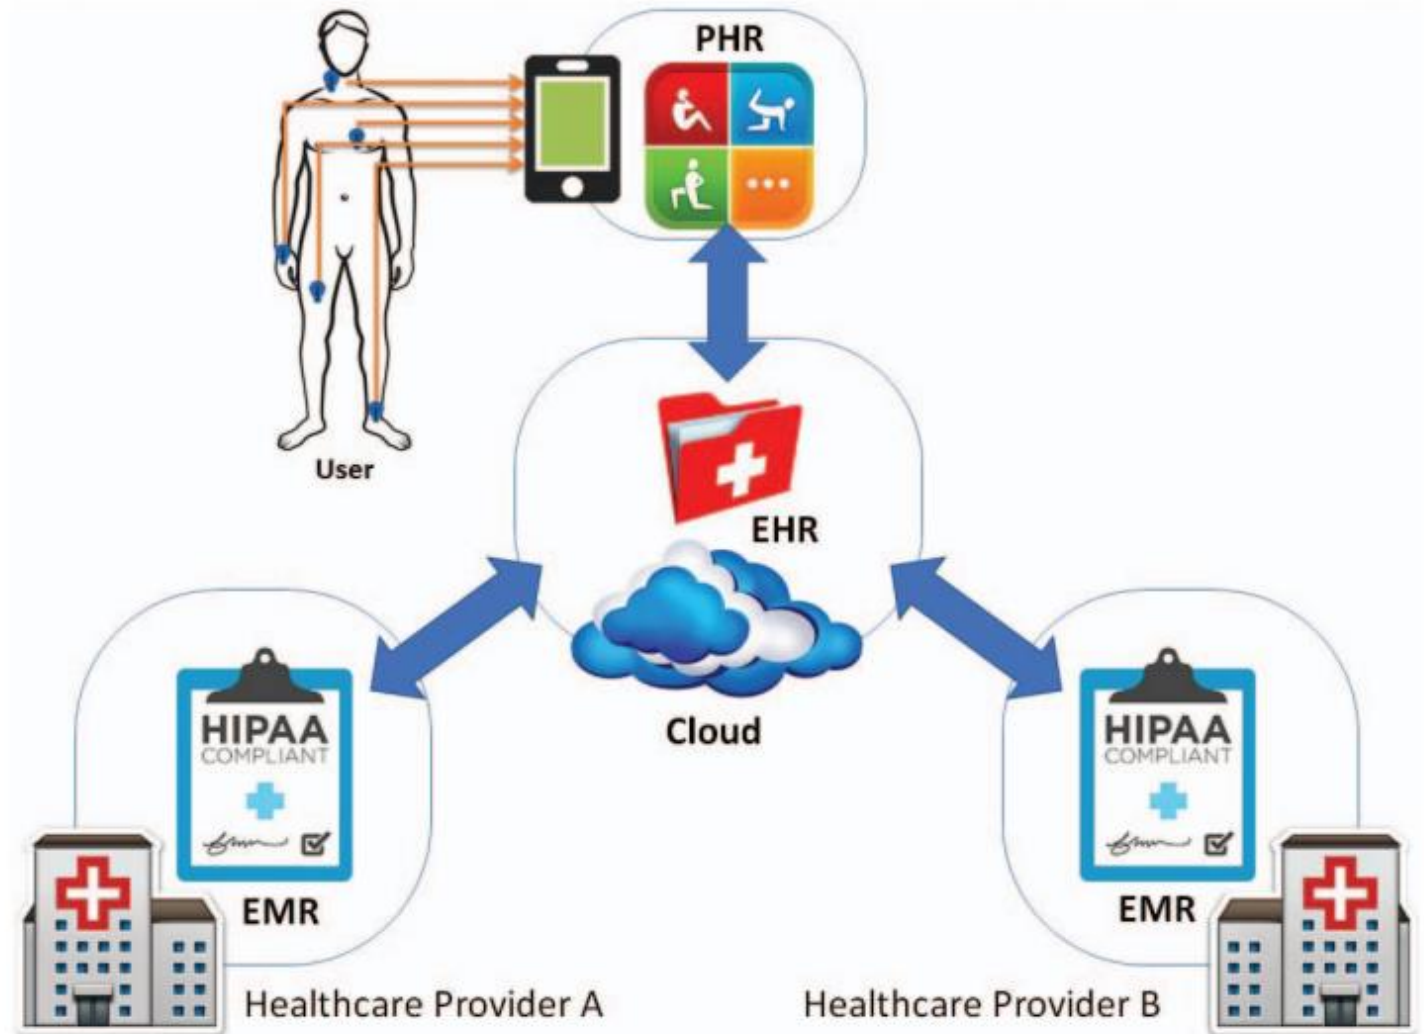 PHR
User
EHR
Cloud
HIPAA
COMPLIANT
EMR
Healthcare Provider A
HIPAA
COMPLIANT
EMR
Healthcare Provider B